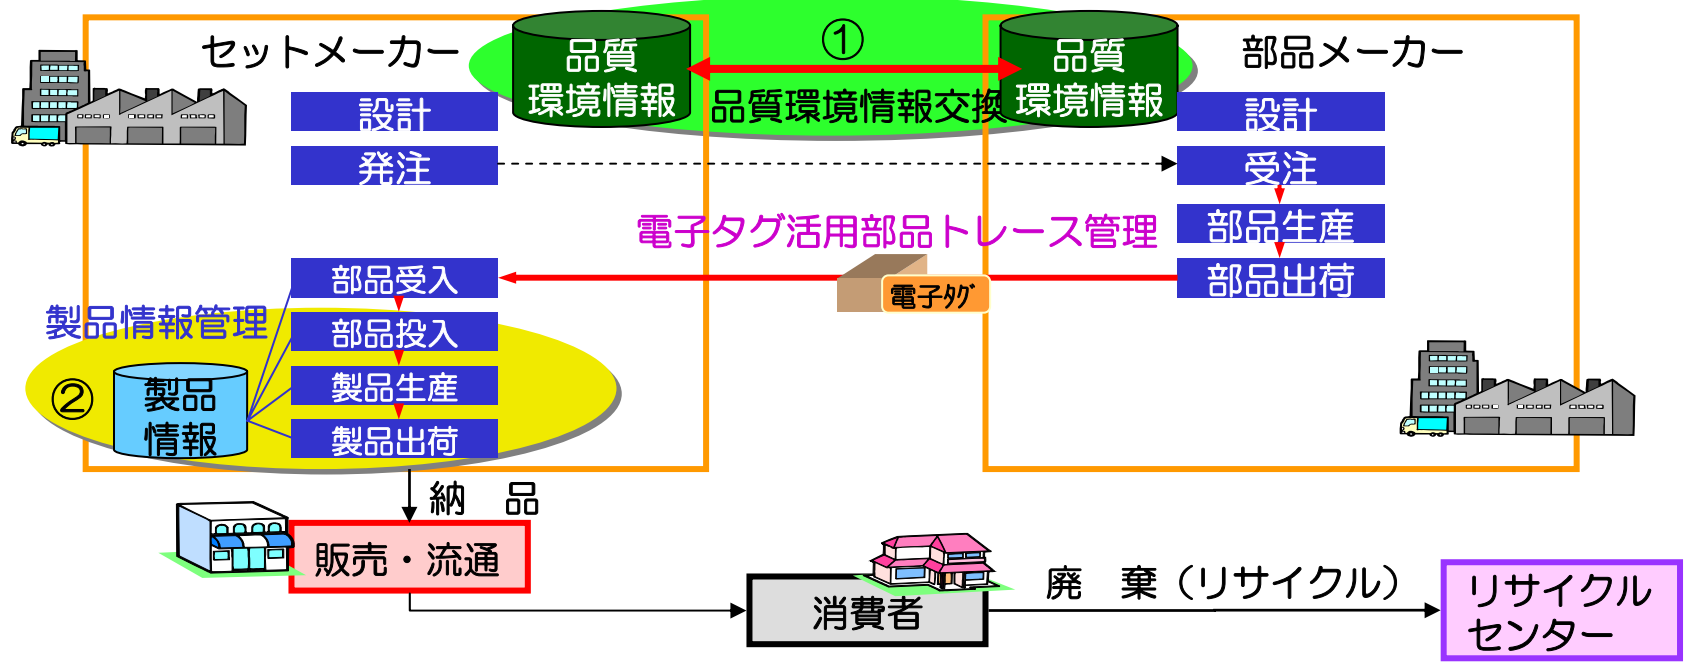 セットメーカー
品質
環境情報
①
品質環境情報交換
品質
環境情報
部品メーカー
設計
発注
設計
受注
部品生産
部品出荷
電子タグ活用部品トレース管理
電子タグ
部品受入
部品投入
製品生産
製品出荷
製品情報管理
②
製品
情報
納　品
販売・流通
消費者
廃　棄（リサイクル）
リサイクル
センター